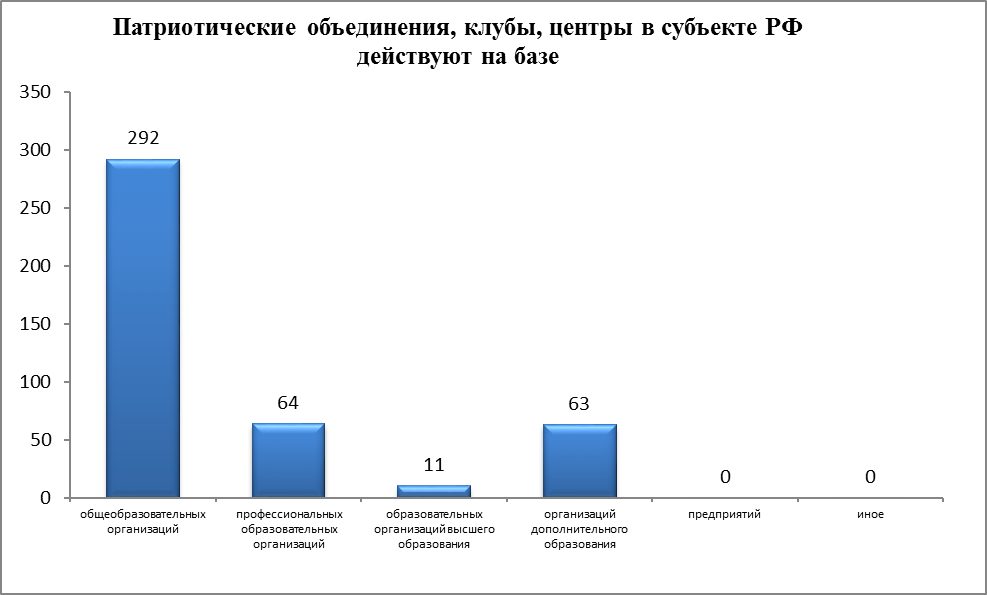 Патриотические объединения, клубы, центры в субъекте РФ
действуют на базе
350
300
250
200
150
100
50
0
292
64
11
63
0
0
общеобразовательных
организаций
профессиональных
образовательных
организаций
образовательных
организаций высшего
образования
организаций
дополнительного
образования
предприятий
иное